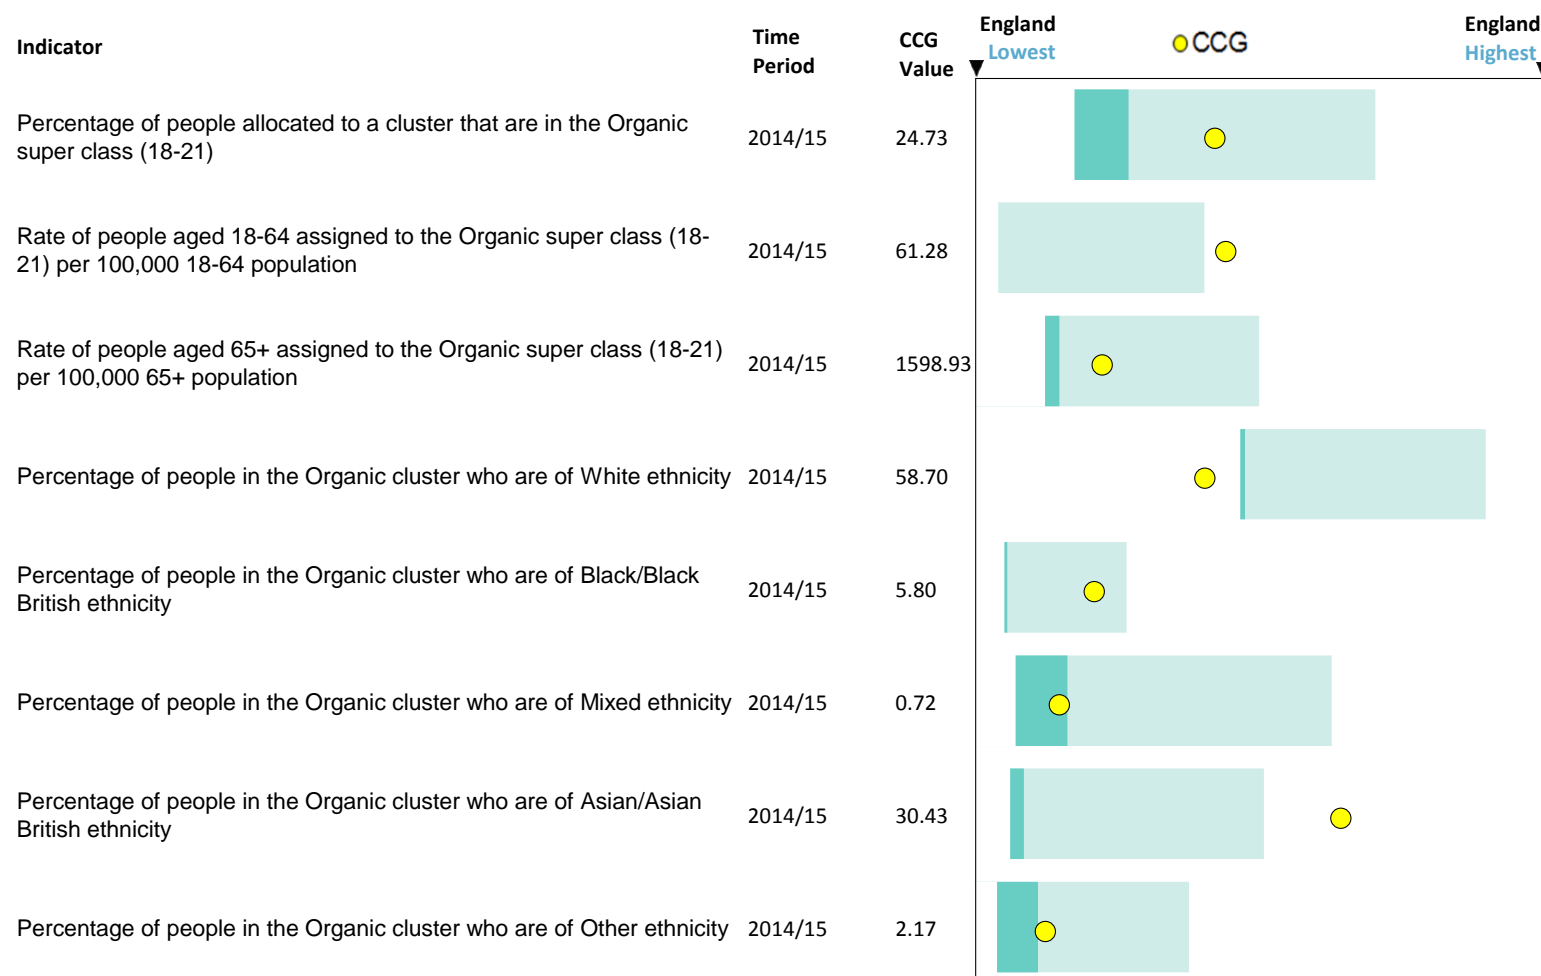 Indicator
Time
Period
CCG
Value
England
Lowest
CCG
England
Highest
Percentage of people allocated to a cluster that are in the Organic
super class (18-21)
2014/15
24.73
Rate of people aged 18-64 assigned to the Organic super class (18-
21) per 100,000 18-64 population
2014/15
61.28
Rate of people aged 65+ assigned to the Organic super class (18-21)
per 100,000 65+ population
2014/15
1598.93
Percentage of people in the Organic cluster who are of White ethnicity
2014/15
58.70
Percentage of people in the Organic cluster who are of Black/Black
British ethnicity
2014/15
5.80
Percentage of people in the Organic cluster who are of Mixed ethnicity
2014/15
0.72
Percentage of people in the Organic cluster who are of Asian/Asian
British ethnicity
2014/15
30.43
Percentage of people in the Organic cluster who are of Other ethnicity
2014/15
2.17